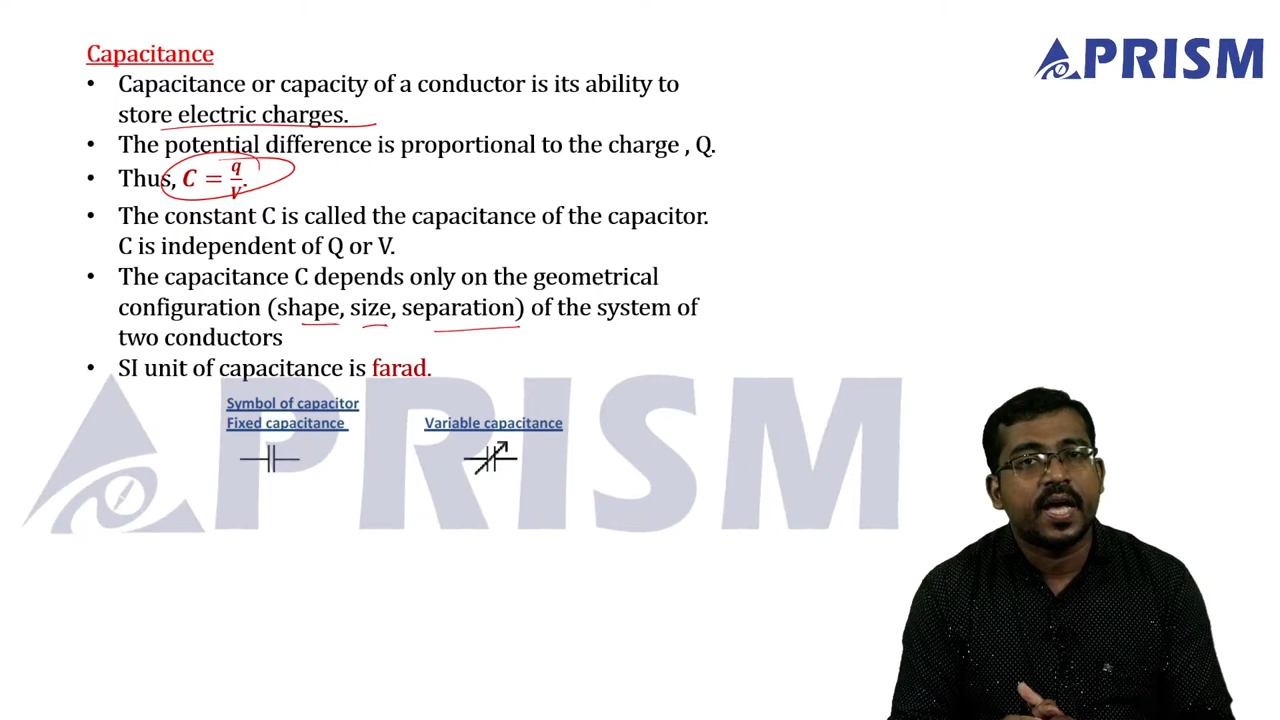 Capacitance
PRISM
• Capacitance or capacity of a conductor is its ability to
store electric charges.
• The potential difference is proportional to the charge , Q.
• Thus, C = q/V.
• The constant C is called the capacitance of the capacitor.
C is independent of Q or V.
• The capacitance C depends only on the geometrical
configuration (shape, size, separation) of the system of
two conductors
• SI unit of capacitance is farad.
Symbol of capacitor
Fixed capacitance
Variable capacitance
PRISM